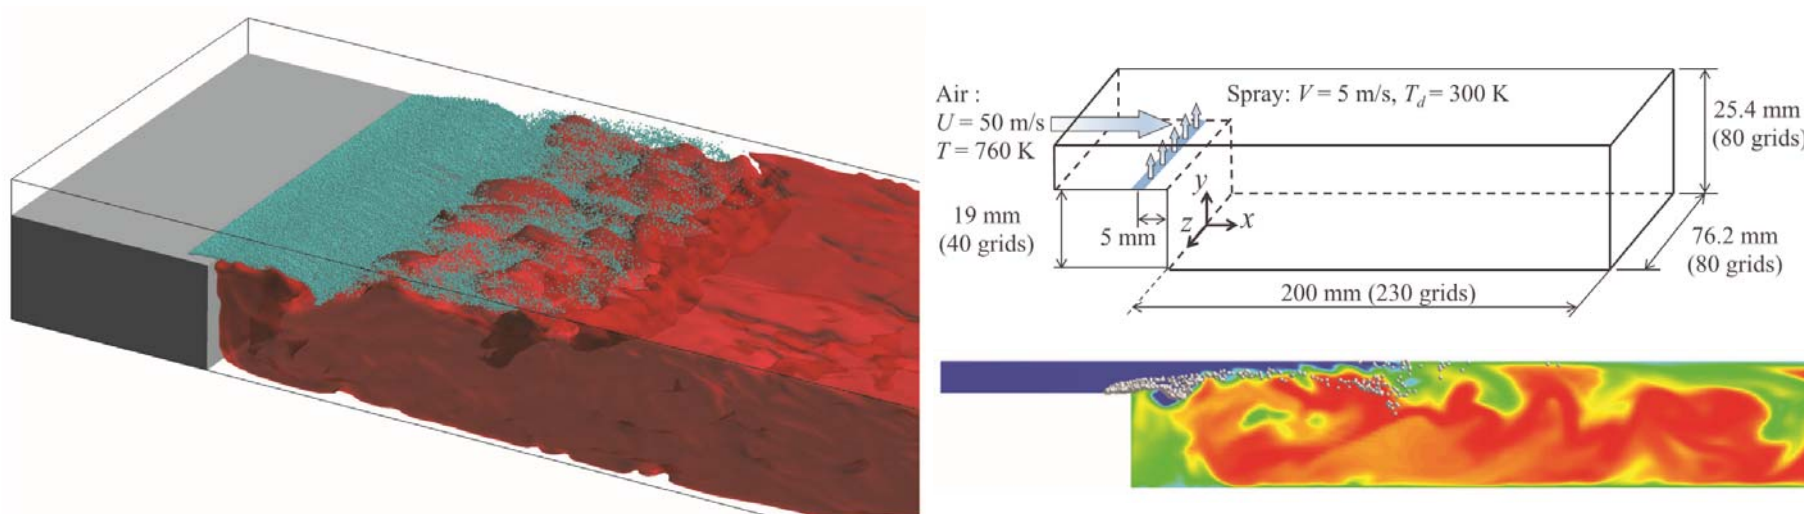 Air :
U = 50 m/s
T = 760 K
Spray: V = 5 m/s, T_d = 300 K
25.4 mm
(80 grids)
19 mm
(40 grids)
5 mm
y
z
x
76.2 mm
(80 grids)
200 mm (230 grids)